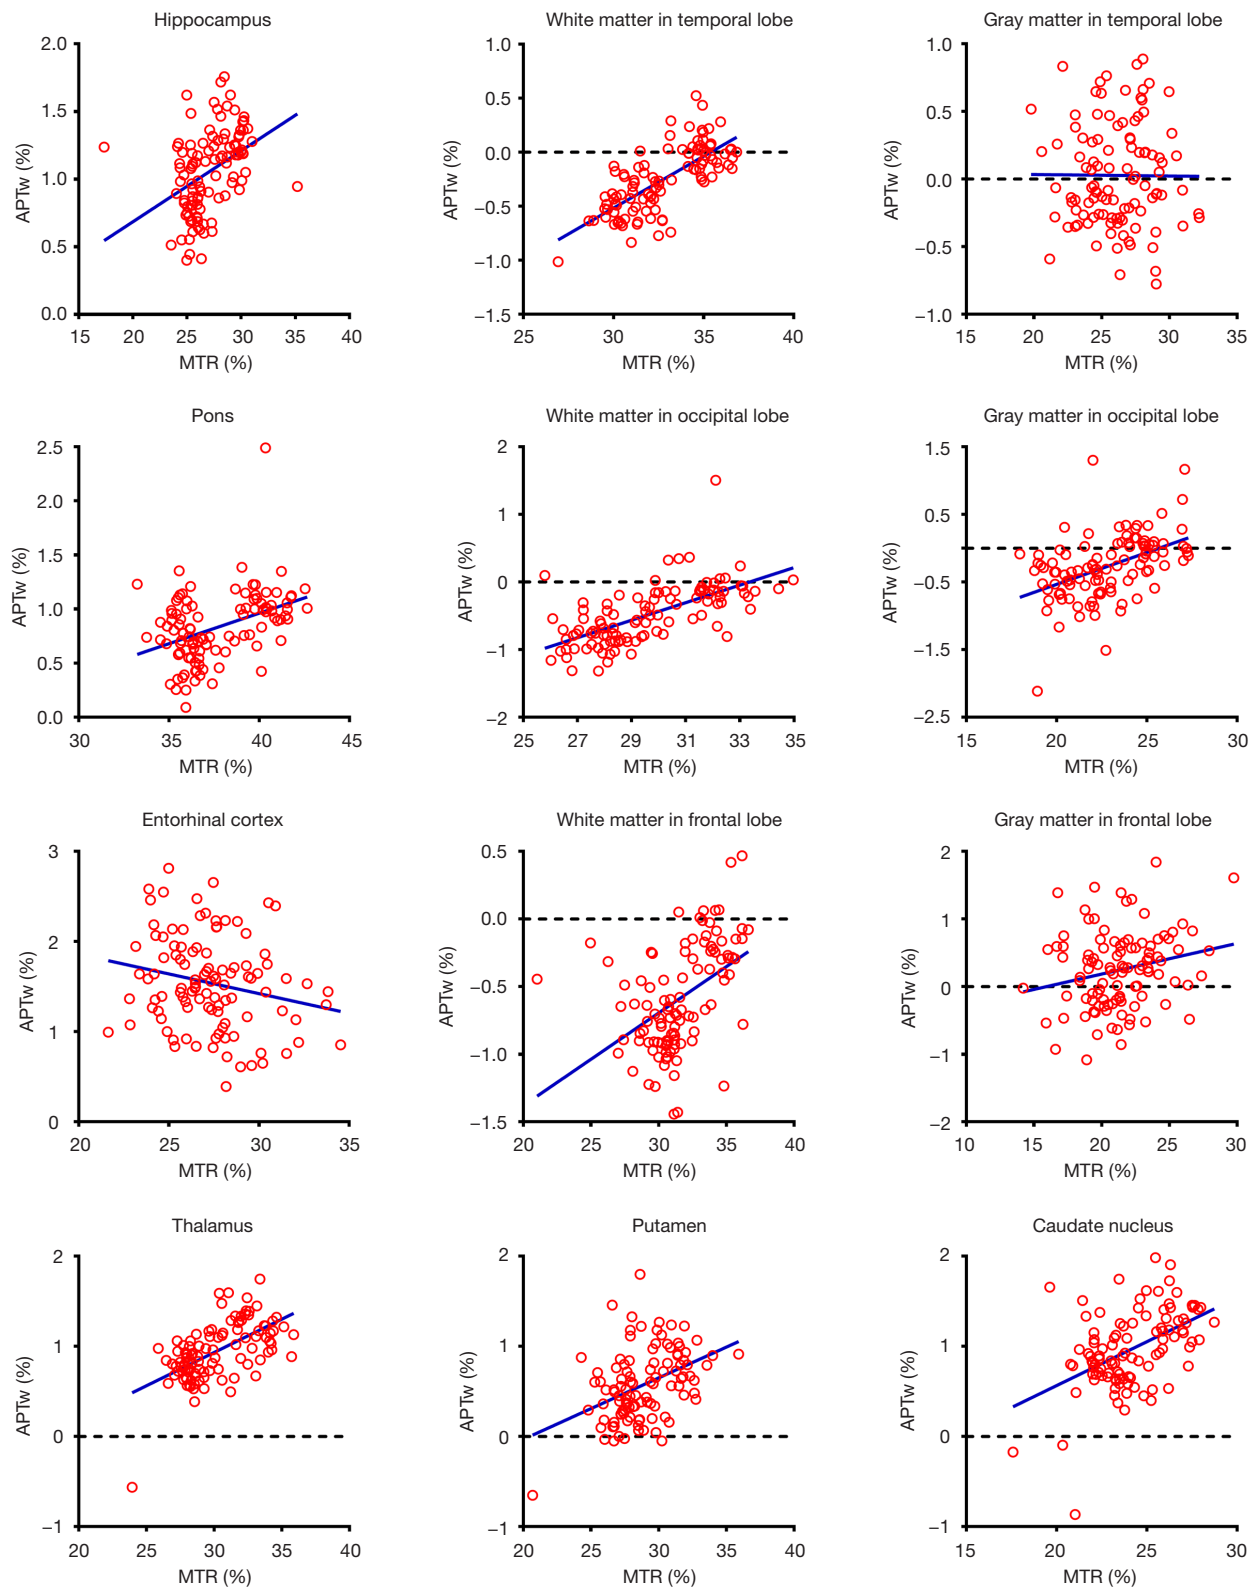 Hippocampus
White matter in temporal lobe
Gray matter in temporal lobe
2.0
1.5
1.0
0.5
0.0
APTw (%)
15 20 25 30 35 40
MTR (%)
1.0
0.5
0.0
−0.5
−1.0
−1.5
APTw (%)
25 30 35 40
MTR (%)
1.0
0.5
0.0
−0.5
−1.0
APTw (%)
15 20 25 30 35
MTR (%)
Pons
White matter in occipital lobe
Gray matter in occipital lobe
2.5
2.0
1.5
1.0
0.5
0.0
APTw (%)
30 35 40 45
MTR (%)
2
1
0
−1
−2
APTw (%)
25 27 29 31 33 35
MTR (%)
1.5
0.5
−0.5
−1.5
−2.5
APTw (%)
15 20 25 30
MTR (%)
Entorhinal cortex
White matter in frontal lobe
Gray matter in frontal lobe
3
2
1
0
APTw (%)
20 25 30 35
MTR (%)
0.5
0.0
−0.5
−1.0
−1.5
APTw (%)
20 25 30 35 40
MTR (%)
2
1
0
−1
−2
APTw (%)
10 15 20 25 30
MTR (%)
Thalamus
Putamen
Caudate nucleus
2
1
0
−1
APTw (%)
20 25 30 35 40
MTR (%)
2
1
0
−1
APTw (%)
20 25 30 35 40
MTR (%)
2
1
0
−1
APTw (%)
15 20 25 30
MTR (%)